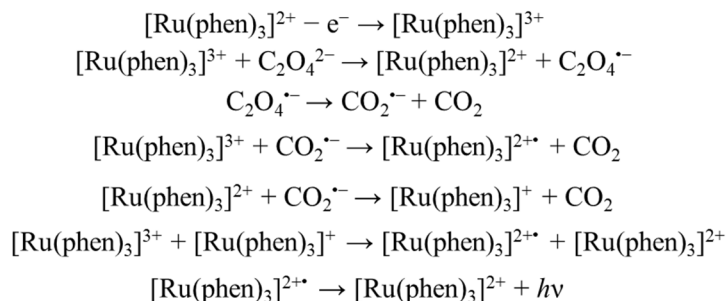 [Ru(phen)₃]²⁺ − e⁻ → [Ru(phen)₃]³⁺
[Ru(phen)₃]³⁺ + C₂O₄²⁻ → [Ru(phen)₃]²⁺ + C₂O₄•⁻
C₂O₄•⁻ → CO₂•⁻ + CO₂
[Ru(phen)₃]³⁺ + CO₂•⁻ → [Ru(phen)₃]²⁺• + CO₂
[Ru(phen)₃]²⁺ + CO₂•⁻ → [Ru(phen)₃]⁺ + CO₂
[Ru(phen)₃]³⁺ + [Ru(phen)₃]⁺ → [Ru(phen)₃]²⁺• + [Ru(phen)₃]²⁺
[Ru(phen)₃]²⁺• → [Ru(phen)₃]²⁺ + hν